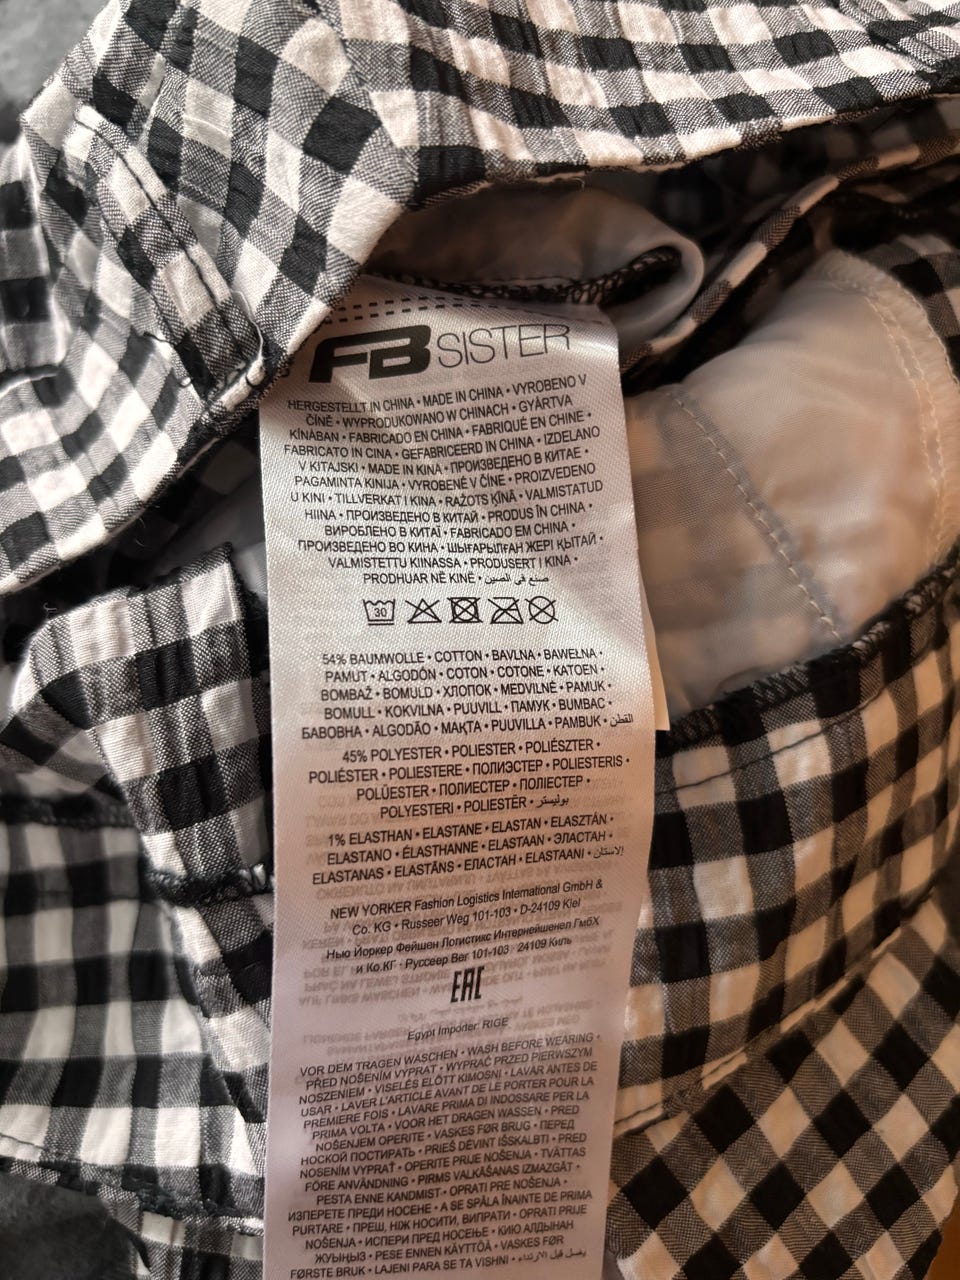 FB SISTER
HERGESTELLT IN CHINA • MADE IN CHINA • VYROBENO V
ČÍNĚ • WYPRODUKOWANO W CHINACH • GYÁRTVA
KÍNÁBAN • FABRICADO EN CHINA • FABRIQUÉ EN CHINE •
FABRICATO IN CINA • GEFABRICEERD IN CHINA • IZDELANO
V KITAJSKI • MADE IN KINA • ПРОИЗВЕДЕНО В КИТАЕ •
PAGAMINTA KINIJA • VYROBENÉ V ČÍNE • PROIZVEDENO
U KINI • TILLVERKAT I KINA • RAŽOTS ĶĪNĀ • VALMISTATUD
HIINA • ПРОИЗВЕДЕНО В КИТАЙ • PRODUS ÎN CHINA •
ВИРОБЛЕНО В КИТАЇ • FABRICADO EM CHINA •
ПРОИЗВЕДЕНО ВО КИНА • ШЫҒАРЫЛҒАН ЖЕРІ ҚЫТАЙ •
VALMISTETTU KIINASSA • PRODUSERT I KINA •
PRODHUAR NË KINË • صنع في الصين
30
54% BAUMWOLLE • COTTON • BAVLNA • BAWEŁNA •
PAMUT • ALGODÓN • COTON • COTONE • KATOEN •
BOMBAŽ • BOMULD • ХЛОПОК • MEDVILNĖ • PAMUK •
BOMULL • KOKVILNA • PUUVILL • ПАМУК • BUMBAC •
БАВОВНА • ALGODÃO • МАҚТА • PUUVILLA • PAMBUK • القطن
45% POLYESTER • POLIESTER • POLIÉSZTER •
POLIÉSTER • POLIESTERE • ПОЛИЭСТЕР • POLIESTERIS •
POLÜESTER • ПОЛИЕСТЕР • ПОЛІЕСТЕР •
POLYESTERI • POLIESTËR • بوليستر
1% ELASTHAN • ELASTANE • ELASTAN • ELASZTÁN •
ELASTANO • ÉLASTHANNE • ELASTAAN • ЭЛАСТАН •
ELASTANAS • ELASTĀNS • ЕЛАСТАН • ELASTAANI • الإستان
NEW YORKER Fashion Logistics International GmbH &
Co. KG • Russeer Weg 101-103 • D-24109 Kiel
Нью Йоркер Фейшен Логистикс Интернейшенел ГмбХ
и Ко.КГ • Руссеер Вег 101-103 • 24109 Киль
EAC
Egypt Importer: RIGE
VOR DEM TRAGEN WASCHEN • WASH BEFORE WEARING •
PŘED NOŠENÍM VYPRAT • WYPRAĆ PRZED PIERWSZYM
NOSZENIEM • VISELÉS ELŐTT KIMOSNI • LAVAR ANTES DE
USAR • LAVER L'ARTICLE AVANT DE LE PORTER POUR LA
PREMIERE FOIS • LAVARE PRIMA DI INDOSSARE PER LA
PRIMA VOLTA • VOOR HET DRAGEN WASSEN • PRED
NOŠENJEM OPERITE • VASKES FØR BRUG • ПЕРЕД
НОСКОЙ ПОСТИРАТЬ • PRIEŠ DĖVINT IŠSKALBTI • PRED
NOSENÍM VYPRAŤ • OPERITE PRIJE NOŠENJA • TVÄTTAS
FÖRE ANVÄNDNING • PIRMS VALKĀŠANAS IZMAZGĀT •
PESTA ENNE KANDMIST • OPRATI PRE NOŠENJA •
ИЗПЕРЕТЕ ПРЕДИ НОСЕНЕ • A SE SPĂLA ÎNAINTE DE PRIMA
PURTARE • ПРЕШ, НІЖ НОСИТИ, ВИПРАТИ • OPRATI PRIJE
NOŠENJA • ИСПЕРИ ПРЕД НОСЕЊЕ • КИЮ АЛДЫНАН
ЖУЫҢЫЗ • PESE ENNEN KÄYTTÖÄ • VASKES FØR
FØRSTE BRUK • LAJENI PARA SE TA VISHNI • يغسل قبل الارتداء